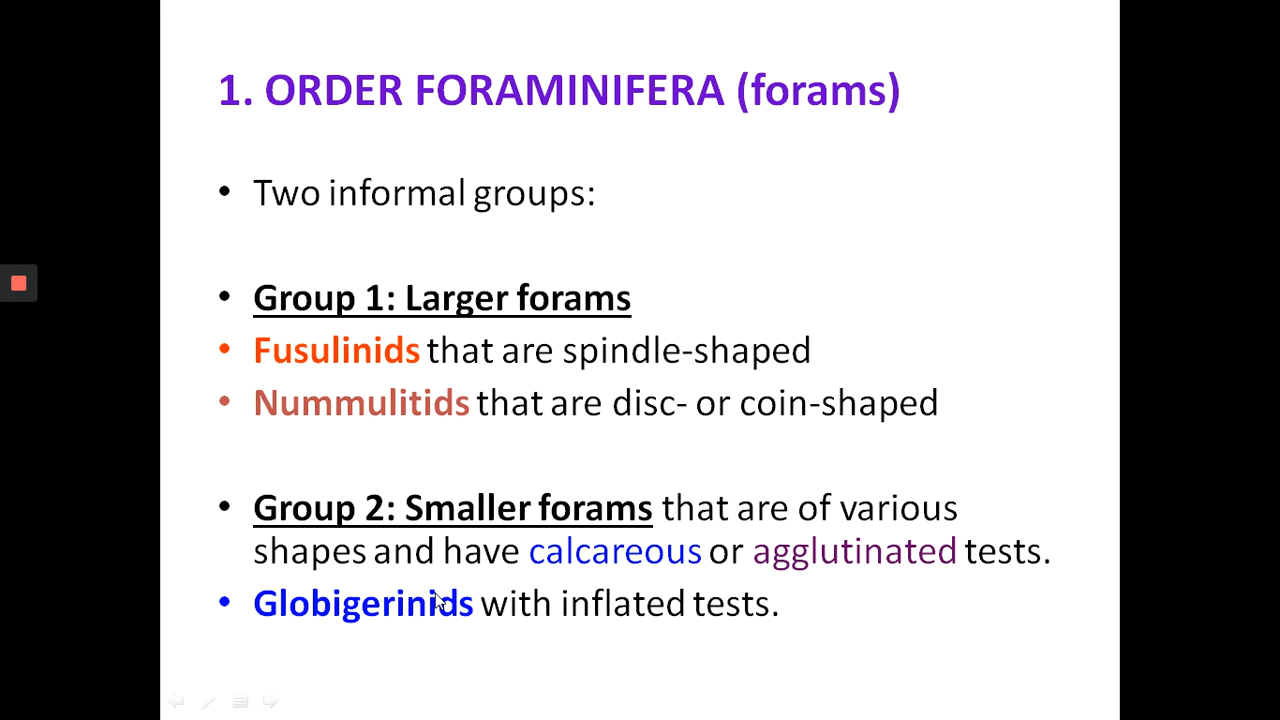 1. ORDER FORAMINIFERA (forams)
• Two informal groups:
• Group 1: Larger forams
• Fusulinids that are spindle-shaped
• Nummulitids that are disc- or coin-shaped
• Group 2: Smaller forams that are of various
shapes and have calcareous or agglutinated tests.
• Globigerinids with inflated tests.